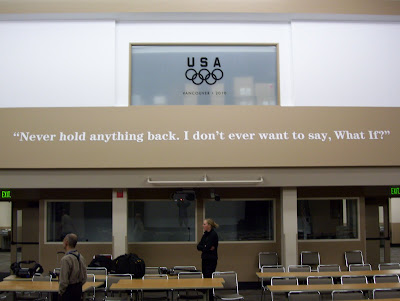 USA
VANCOUVER / 2010
“Never hold anything back. I don’t ever want to say, What If?”
EXIT
EXIT